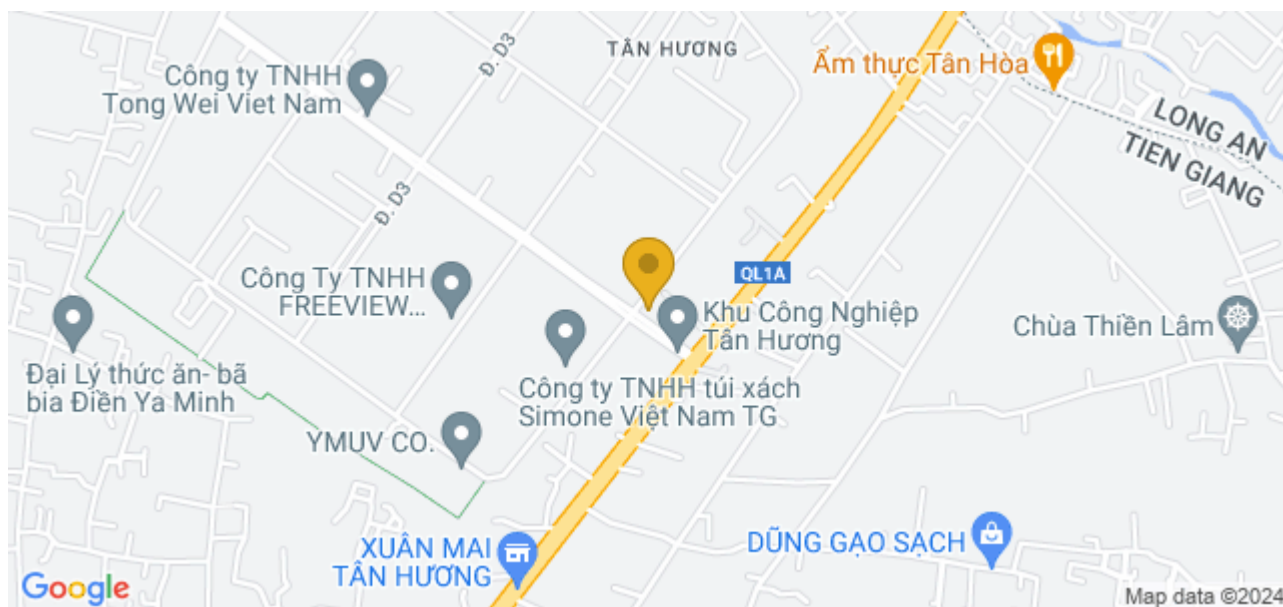 TÂN HƯƠNG
Đ. D3
Công ty TNHH
Tong Wei Viet Nam
Ẩm thực Tân Hòa
LONG AN
TIEN GIANG
Đ. D3
Công Ty TNHH
FREEVIEW...
QL1A
Khu Công Nghiệp
Tân Hương
Chùa Thiền Lâm
Đại Lý thức ăn- bã
bia Điền Ya Minh
Công ty TNHH túi xách
Simone Việt Nam TG
YMUV CO.
XUÂN MAI
TÂN HƯƠNG
DŨNG GẠO SẠCH
Google
Map data ©2024